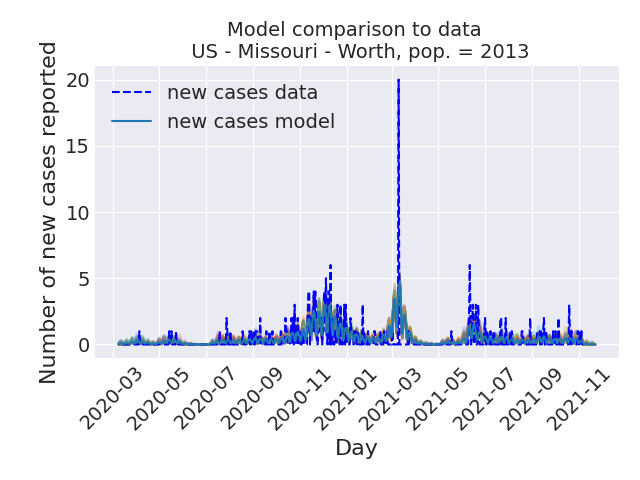 Model comparison to data
US - Missouri - Worth, pop. = 2013
Number of new cases reported
20
15
10
5
0
new cases data
new cases model
2020-03
2020-05
2020-07
2020-09
2020-11
2021-01
2021-03
2021-05
2021-07
2021-09
2021-11
Day